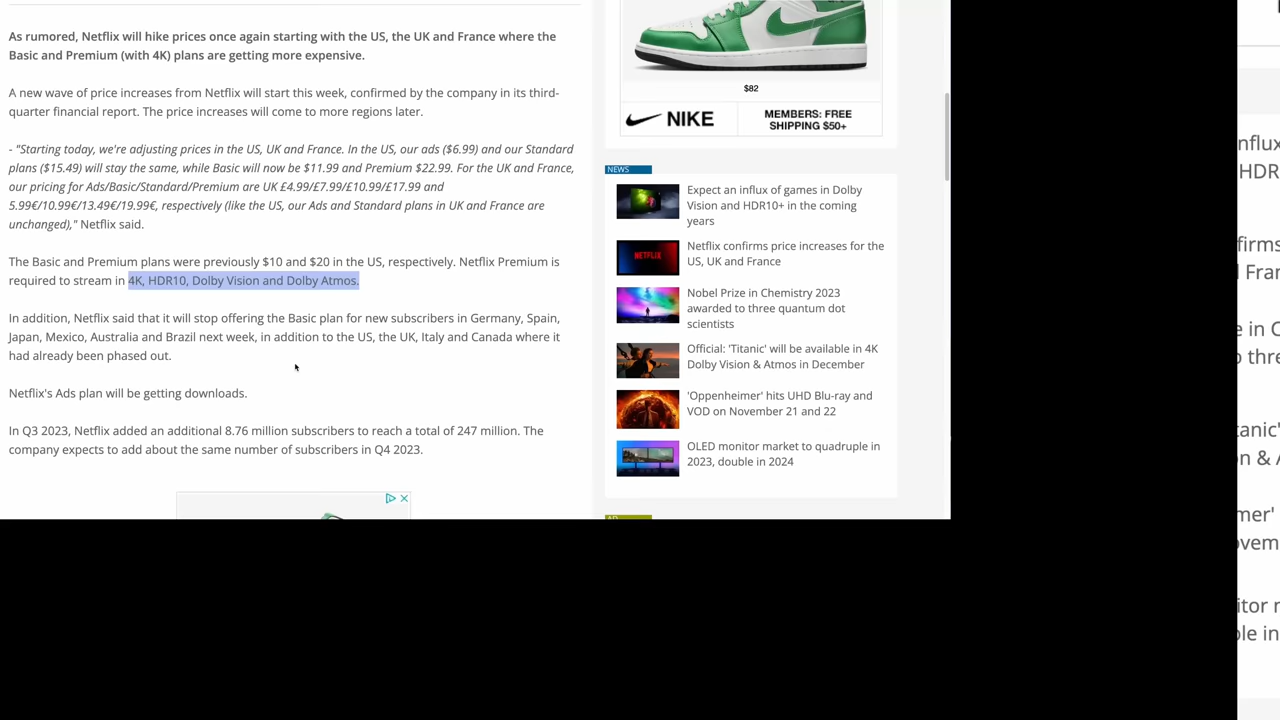 As rumored, Netflix will hike prices once again starting with the US, the UK and France where the
Basic and Premium (with 4K) plans are getting more expensive.
A new wave of price increases from Netflix will start this week, confirmed by the company in its third-
quarter financial report. The price increases will come to more regions later.
- "Starting today, we're adjusting prices in the US, UK and France. In the US, our ads ($6.99) and our Standard
plans ($15.49) will stay the same, while Basic will now be $11.99 and Premium $22.99. For the UK and France,
our pricing for Ads/Basic/Standard/Premium are UK £4.99/£7.99/£10.99/£17.99 and
5.99€/10.99€/13.49€/19.99€, respectively (like the US, our Ads and Standard plans in UK and France are
unchanged)," Netflix said.
The Basic and Premium plans were previously $10 and $20 in the US, respectively. Netflix Premium is
required to stream in 4K, HDR10, Dolby Vision and Dolby Atmos.
In addition, Netflix said that it will stop offering the Basic plan for new subscribers in Germany, Spain,
Japan, Mexico, Australia and Brazil next week, in addition to the US, the UK, Italy and Canada where it
had already been phased out.
Netflix's Ads plan will be getting downloads.
In Q3 2023, Netflix added an additional 8.76 million subscribers to reach a total of 247 million. The
company expects to add about the same number of subscribers in Q4 2023.
$82
NIKE
MEMBERS: FREE
SHIPPING $50+
NEWS
Expect an influx of games in Dolby
Vision and HDR10+ in the coming
years
NETFLIX
Netflix confirms price increases for the
US, UK and France
Nobel Prize in Chemistry 2023
awarded to three quantum dot
scientists
Official: 'Titanic' will be available in 4K
Dolby Vision & Atmos in December
'Oppenheimer' hits UHD Blu-ray and
VOD on November 21 and 22
OLED monitor market to quadruple in
2023, double in 2024